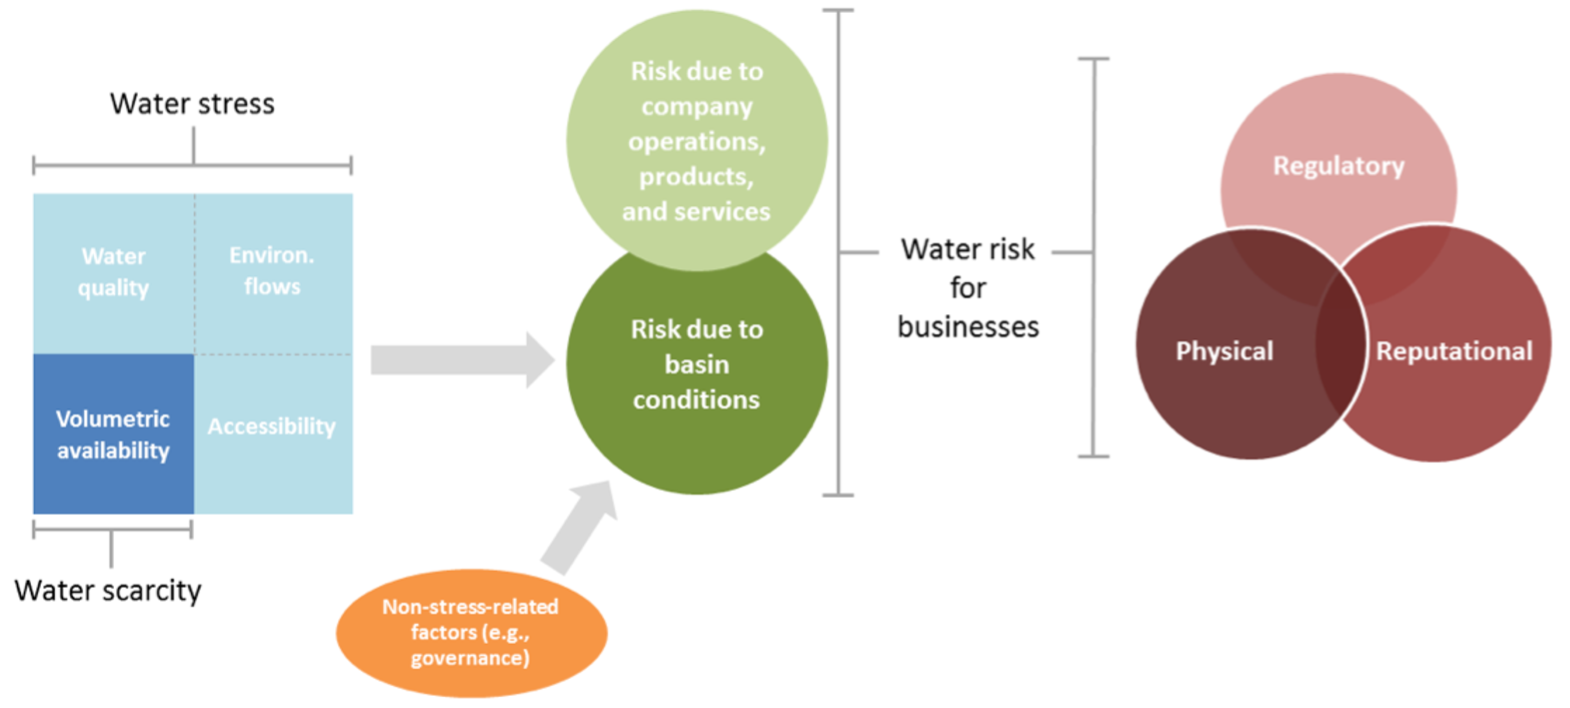 Water stress
Water
quality
Environ.
flows
Volumetric
availability
Accessibility
Water scarcity
Non-stress-related
factors (e.g.,
governance)
Risk due to
company
operations,
products,
and services
Risk due to
basin
conditions
Water risk
for
businesses
Regulatory
Physical
Reputational